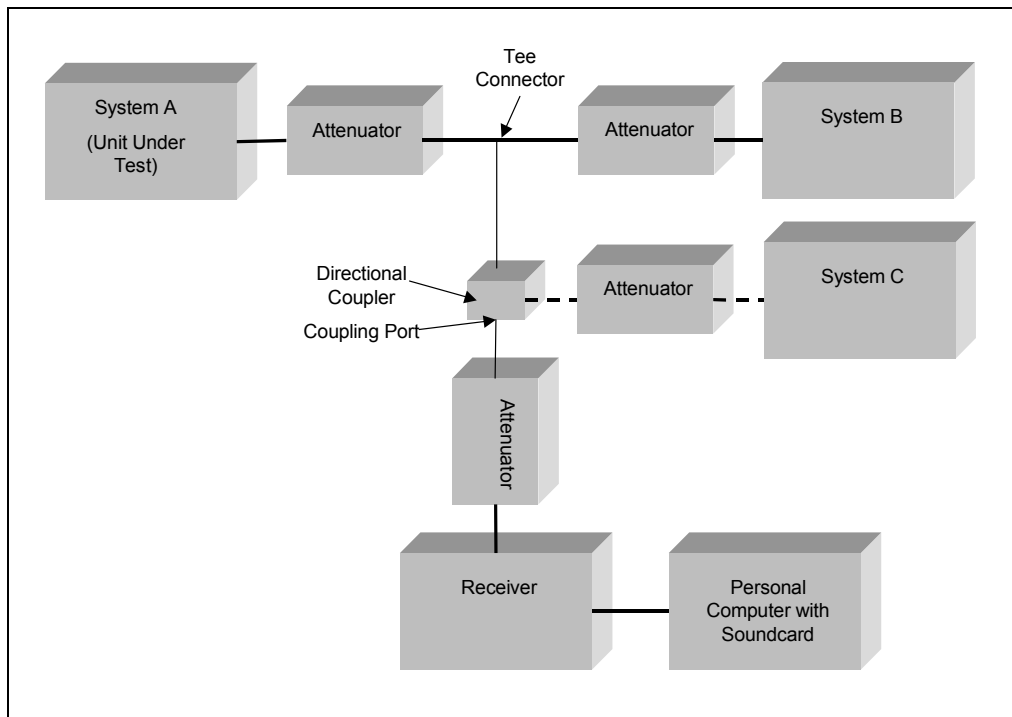 Tee
Connector
System A
(Unit Under
Test)
Attenuator
Attenuator
System B
Directional
Coupler
Coupling Port
Attenuator
System C
Attenuator
Receiver
Personal
Computer with
Soundcard